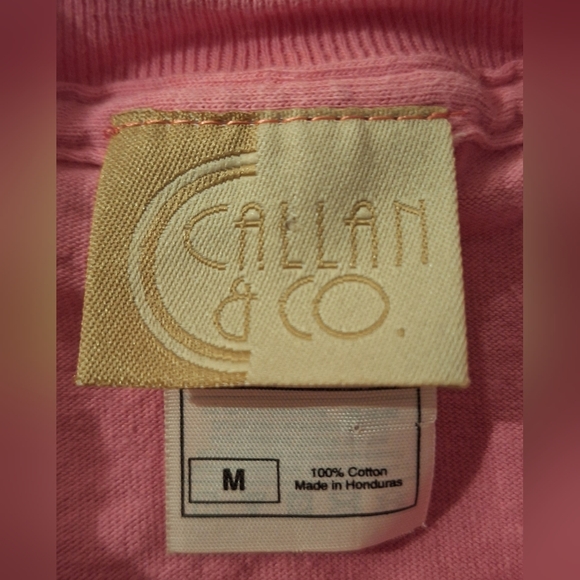 CALLAN
& CO.
M
100% Cotton
Made in Honduras